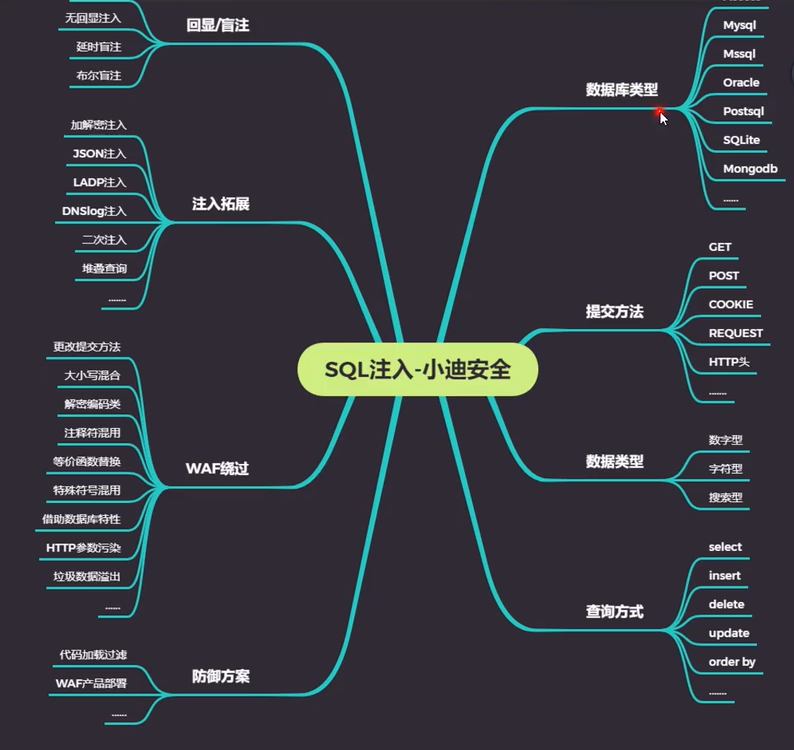 SQL注入-小迪安全
回显/盲注
无回显注入
延时盲注
布尔盲注
注入拓展
加解密注入
JSON注入
LADP注入
DNSlog注入
二次注入
堆叠查询
.......
WAF绕过
更改提交方法
大小写混合
解密编码类
注释符混用
等价函数替换
特殊符号混用
借助数据库特性
HTTP参数污染
垃圾数据溢出
......
防御方案
代码加载过滤
WAF产品部署
......
数据库类型
Mysql
Mssql
Oracle
Postsql
SQLite
Mongodb
......
提交方法
GET
POST
COOKIE
REQUEST
HTTP头
.......
数据类型
数字型
字符型
搜索型
查询方式
select
insert
delete
update
order by
.......